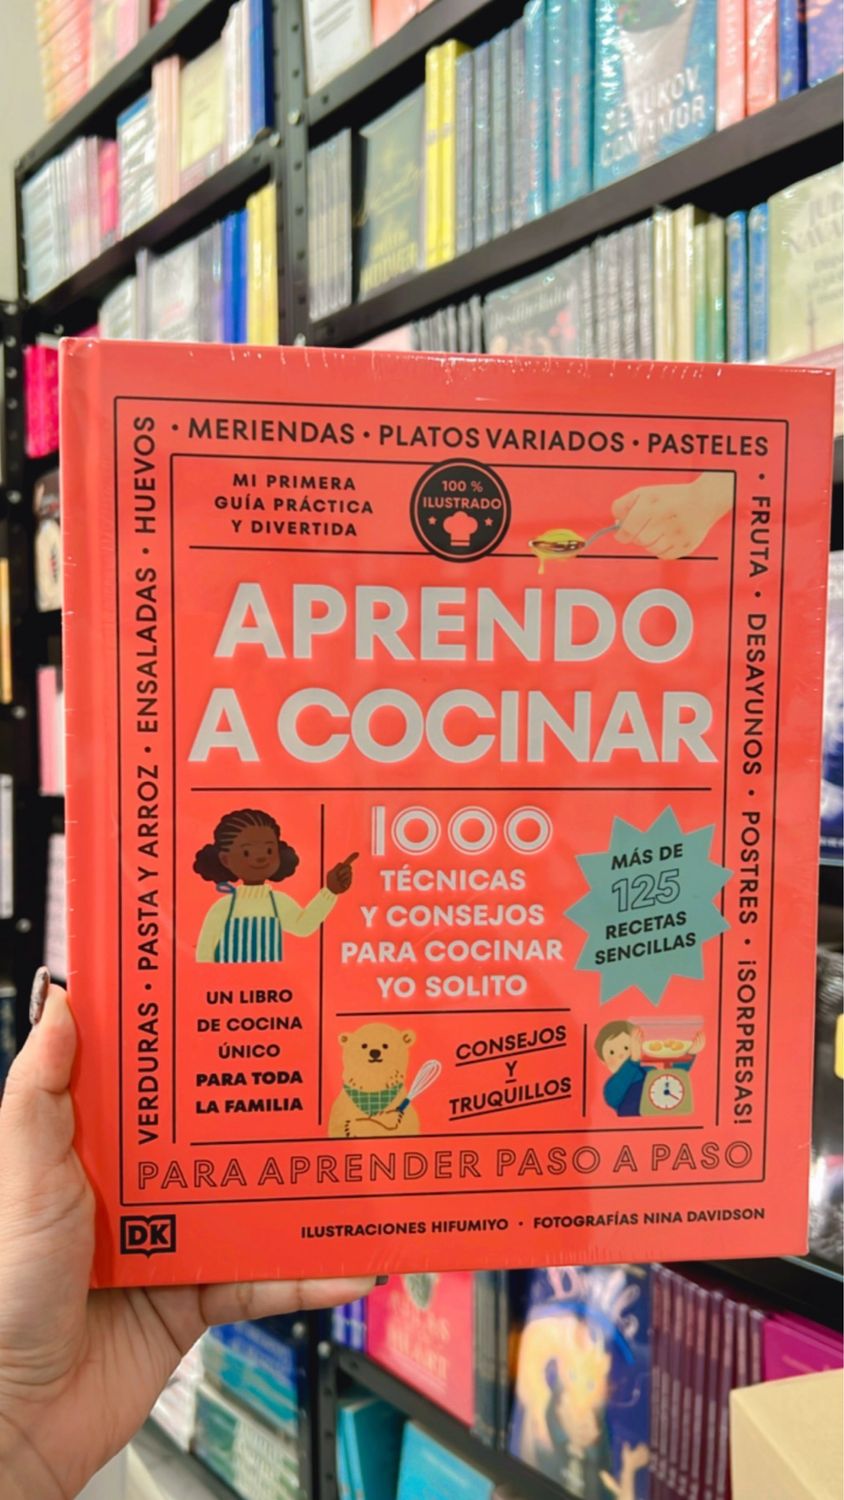 CON AMOR
· MERIENDAS · PLATOS VARIADOS · PASTELES
· FRUTA · DESAYUNOS · POSTRES · ¡SORPRESAS!
VERDURAS · PASTA Y ARROZ · ENSALADAS · HUEVOS
MI PRIMERA
GUÍA PRÁCTICA
Y DIVERTIDA
100 %
ILUSTRADO
APRENDO
A COCINAR
1000
TÉCNICAS
Y CONSEJOS
PARA COCINAR
YO SOLITO
MÁS DE
125
RECETAS
SENCILLAS
UN LIBRO
DE COCINA
ÚNICO
PARA TODA
LA FAMILIA
CONSEJOS
Y
TRUQUILLOS
PARA APRENDER PASO A PASO
DK
ILUSTRACIONES HIFUMIYO · FOTOGRAFÍAS NINA DAVIDSON